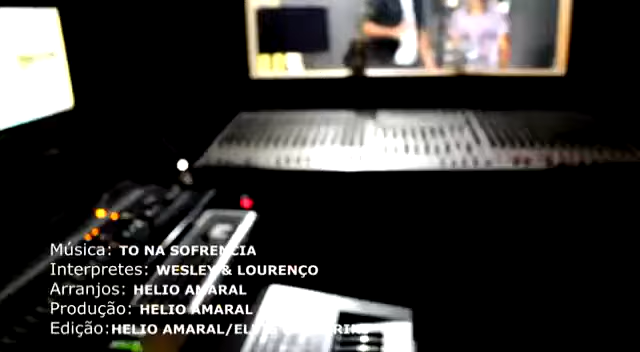 Música: TO NA SOFRENCIA
Interpretes: WESLEY & LOURENÇO
Arranjos: HELIO AMARAL
Produção: HELIO AMARAL
Edição:HELIO AMARAL/